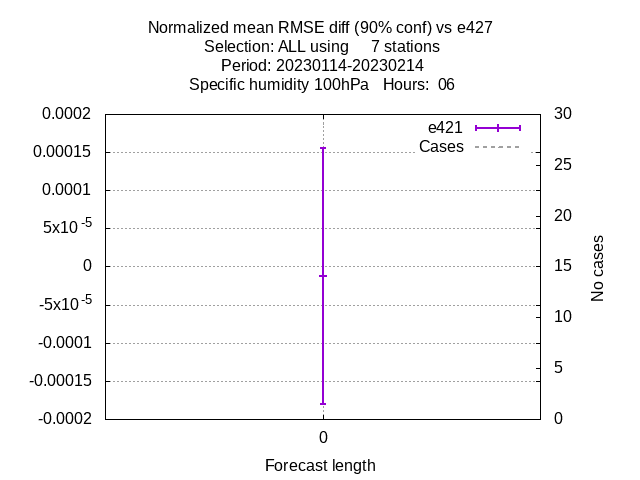 Normalized mean RMSE diff (90% conf) vs e427
Selection: ALL using     7 stations
Period: 20230114-20230214
Specific humidity 100hPa   Hours:  06
0.0002
0.00015
0.0001
5x10 -5
0
-5x10 -5
-0.0001
-0.00015
-0.0002
e421
Cases
30
25
20
15
10
5
0
No cases
0
Forecast length